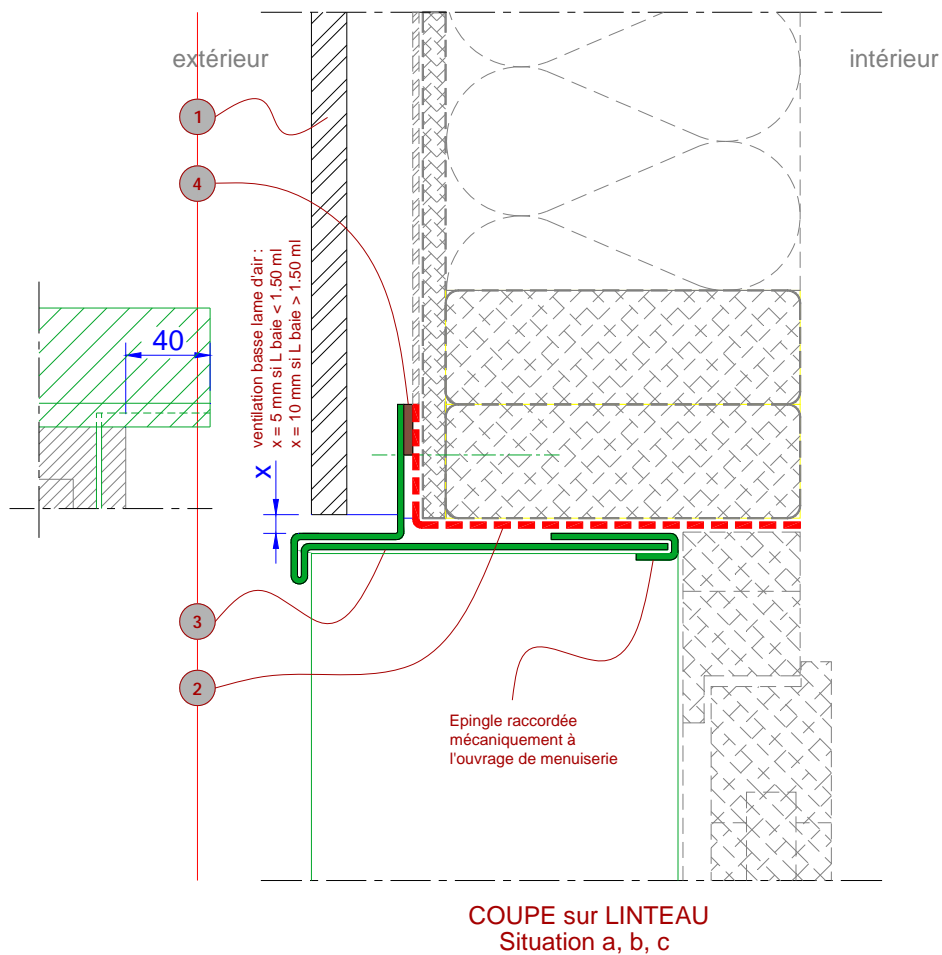 extérieur
intérieur
1
4
ventilation basse lame d'air :
x = 5 mm si L baie < 1.50 ml
x = 10 mm si L baie > 1.50 ml
40
X
3
2
Epingle raccordée
mécaniquement à
l'ouvrage de menuiserie
COUPE sur LINTEAU
Situation a, b, c